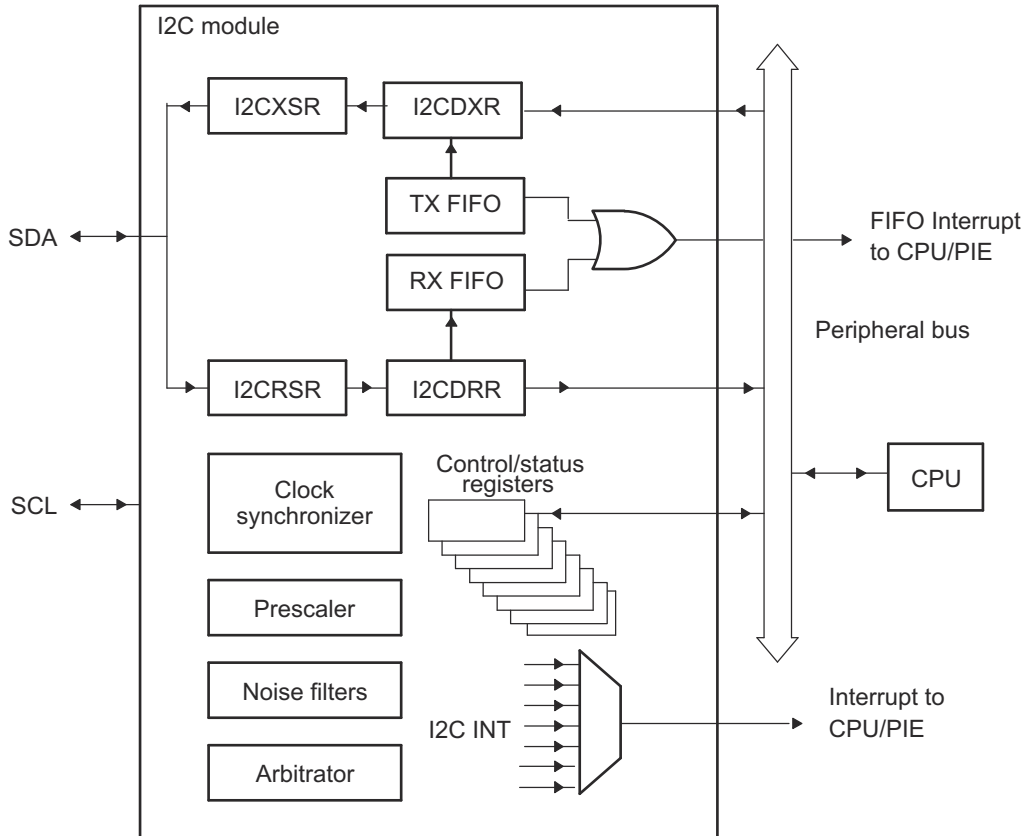 I2C module
I2CXSR
I2CDXR
TX FIFO
SDA
FIFO Interrupt
to CPU/PIE
RX FIFO
Peripheral bus
I2CRSR
I2CDRR
Control/status
registers
Clock
synchronizer
SCL
CPU
Prescaler
Noise filters
I2C INT
Interrupt to
CPU/PIE
Arbitrator